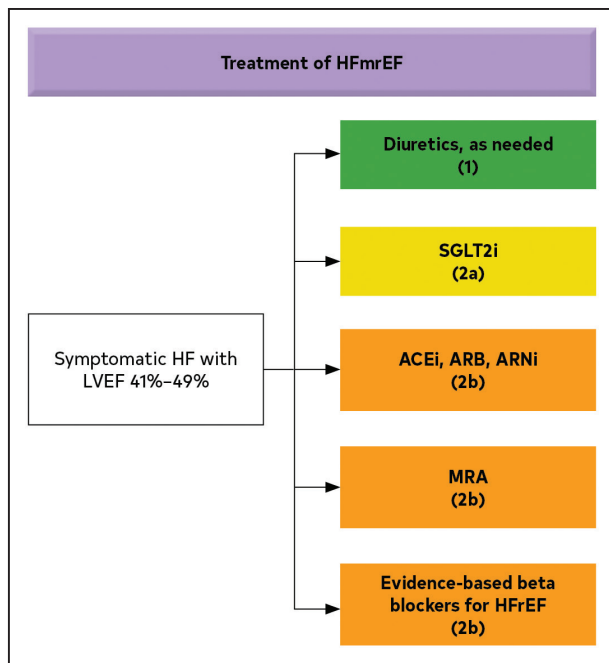 Treatment of HFmrEF
Diuretics, as needed
(1)
SGLT2i
(2a)
Symptomatic HF with
LVEF 41%–49%
ACEi, ARB, ARNi
(2b)
MRA
(2b)
Evidence-based beta
blockers for HFrEF
(2b)